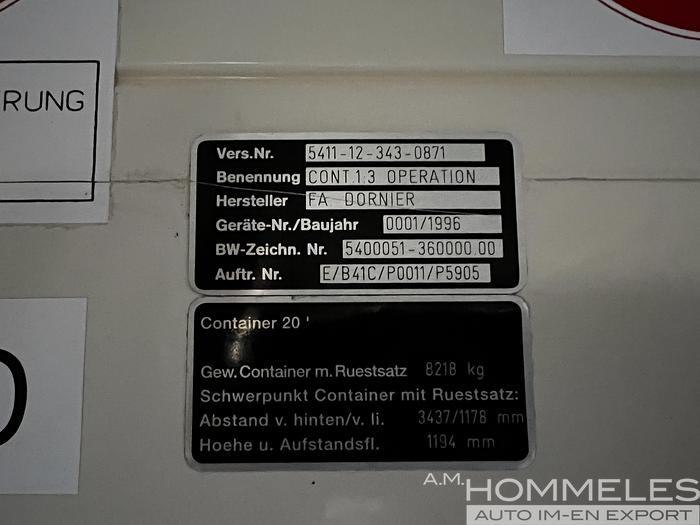 RUNG
Vers.Nr. 5411-12-343-0871
Benennung CONT.1.3 OPERATION
Hersteller FA DORNIER
Geräte-Nr./Baujahr 0001/1996
BW-Zeichn. Nr. 5400051-360000.00
Auftr. Nr. E/B41C/P0011/P5905
Container 20 '
Gew. Container m. Ruestsatz 8218 kg
Schwerpunkt Container mit Ruestsatz:
Abstand v. hinten/v. li. 3437/1178 mm
Hoehe u. Aufstandsfl. 1194 mm
A.M.
HOMMELES
AUTO IM-EN EXPORT